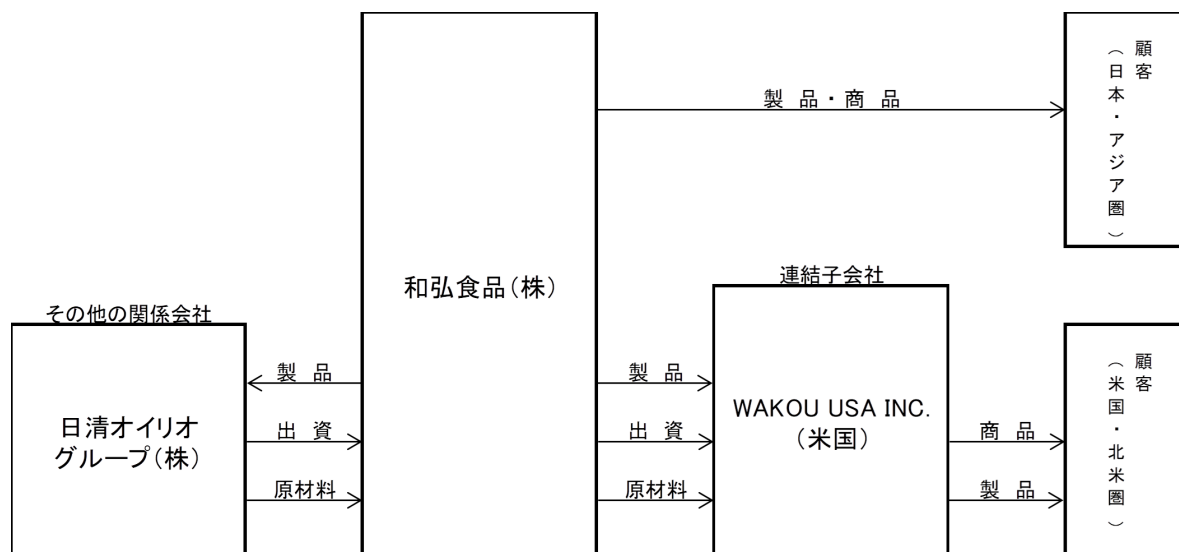 顧客
（日本・アジア圏）
製品・商品
和弘食品（株）
連結子会社
その他の関係会社
日清オイリオ
グループ（株）
製品
出資
原材料
製品
出資
原材料
WAKOU USA INC.
（米国）
商品
製品
顧客
（米国・北米圏）